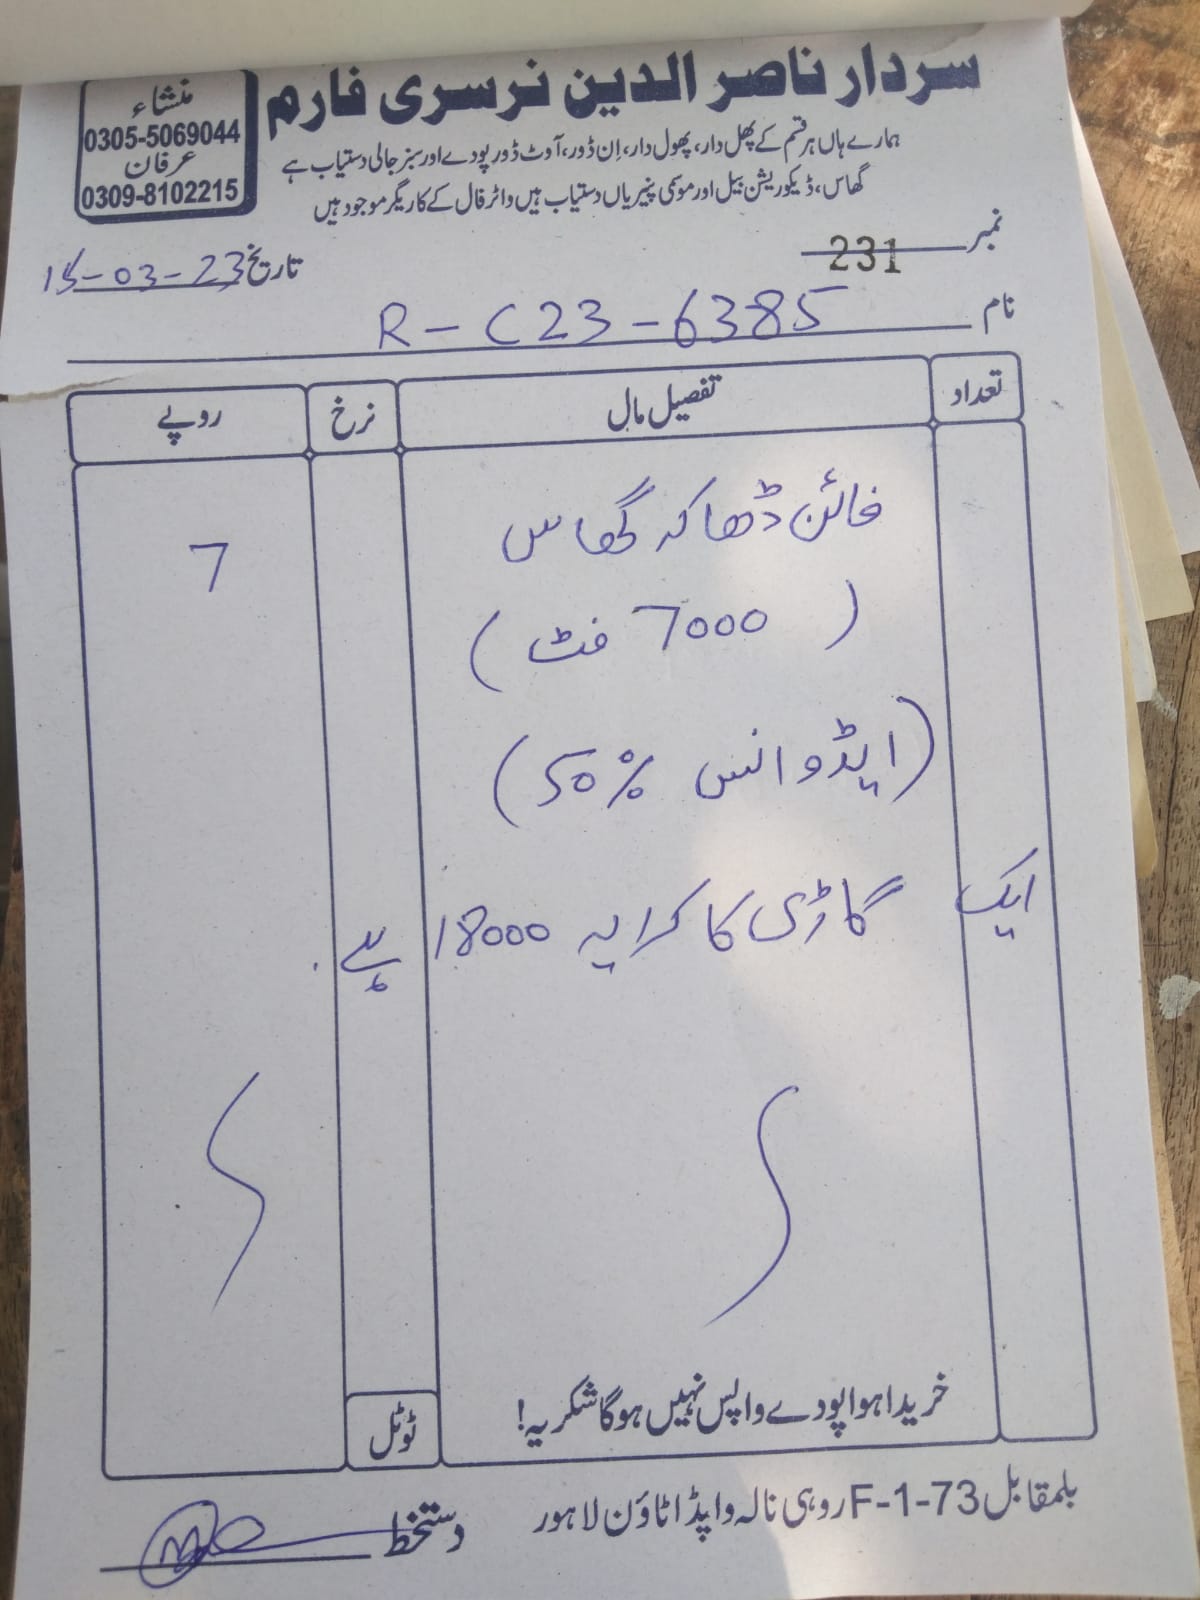 سردار ناصر الدین نرسری فارم
منشاء
0305-5069044
عرفان
0309-8102215
ہمارے ہاں ہر قسم کے پھل دار، پھول دار، اِن ڈور، آوٹ ڈور پودے اور سبز جالی دستیاب ہے
گھاس، ڈیکوریشن بیل اور موسمی پنیریاں دستیاب ہیں واٹر فال کے کاریگر موجود ہیں
نمبر 231 تاریخ 15-03-23
نام R-C23-6385
تعداد تفصیل مال نرخ روپے
فائن ڈھاکہ گھاس 7
(7000 فٹ)
(ایڈوانس 50%)
ایک گاڑی کا کرایہ 18000 ہے۔
خریدا ہوا پودے واپس نہیں ہوگا شکریہ!
ٹوٹل
بلمقابل F-1-73 روہی نالہ واپڈا ٹاؤن لاہور
دستخط